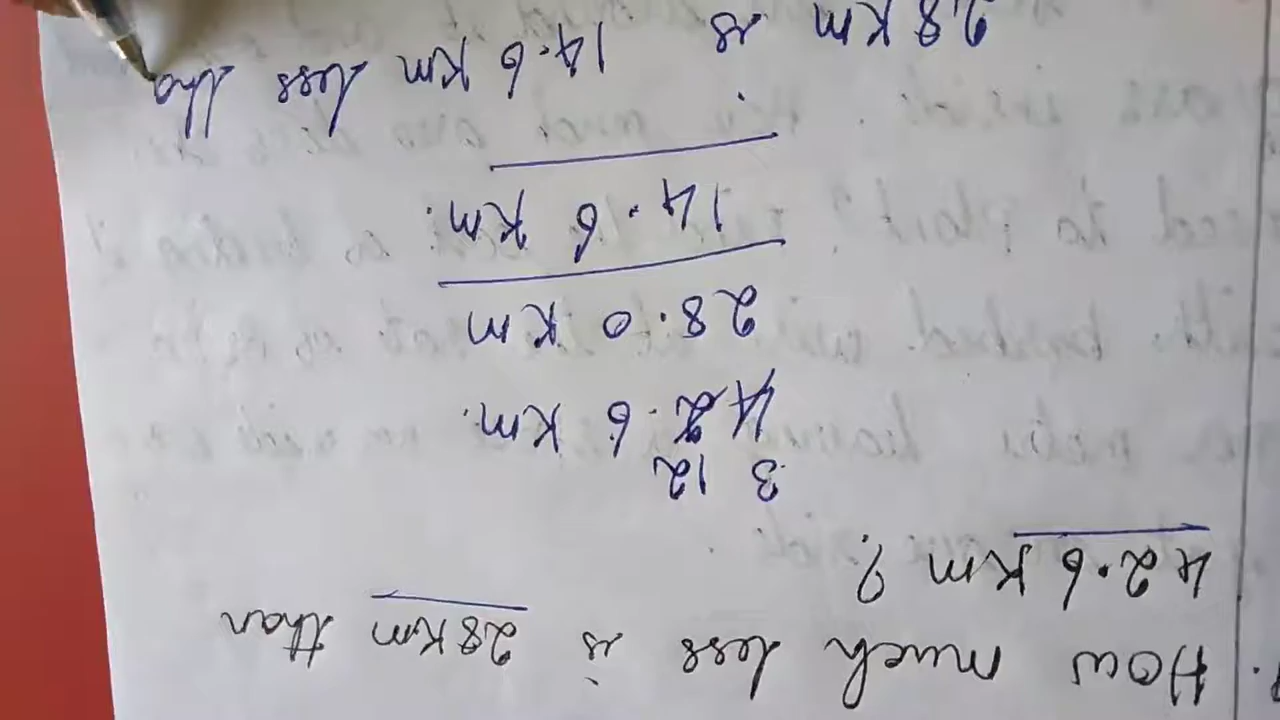 How much less is 28 Km than
42.6 Km ?
3 12
42.6 Km.
28.0 Km
14.6 Km.
28 Km is 14.6 Km less tha